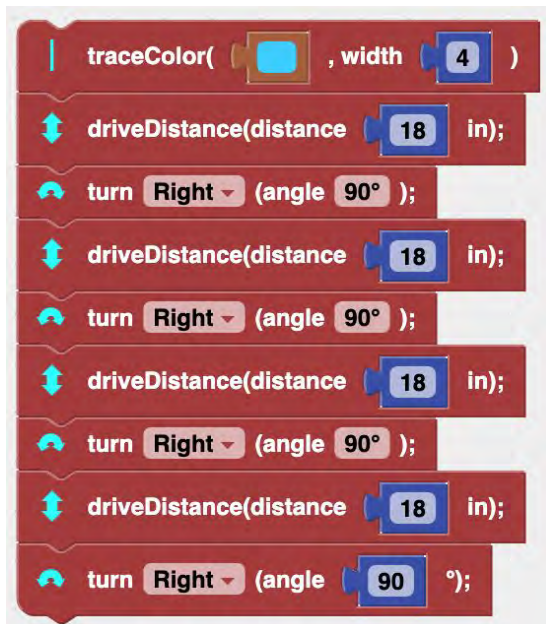 traceColor( , width 4 )
driveDistance(distance 18 in);
turn Right (angle 90° );
driveDistance(distance 18 in);
turn Right (angle 90° );
driveDistance(distance 18 in);
turn Right (angle 90° );
driveDistance(distance 18 in);
turn Right (angle 90 °);